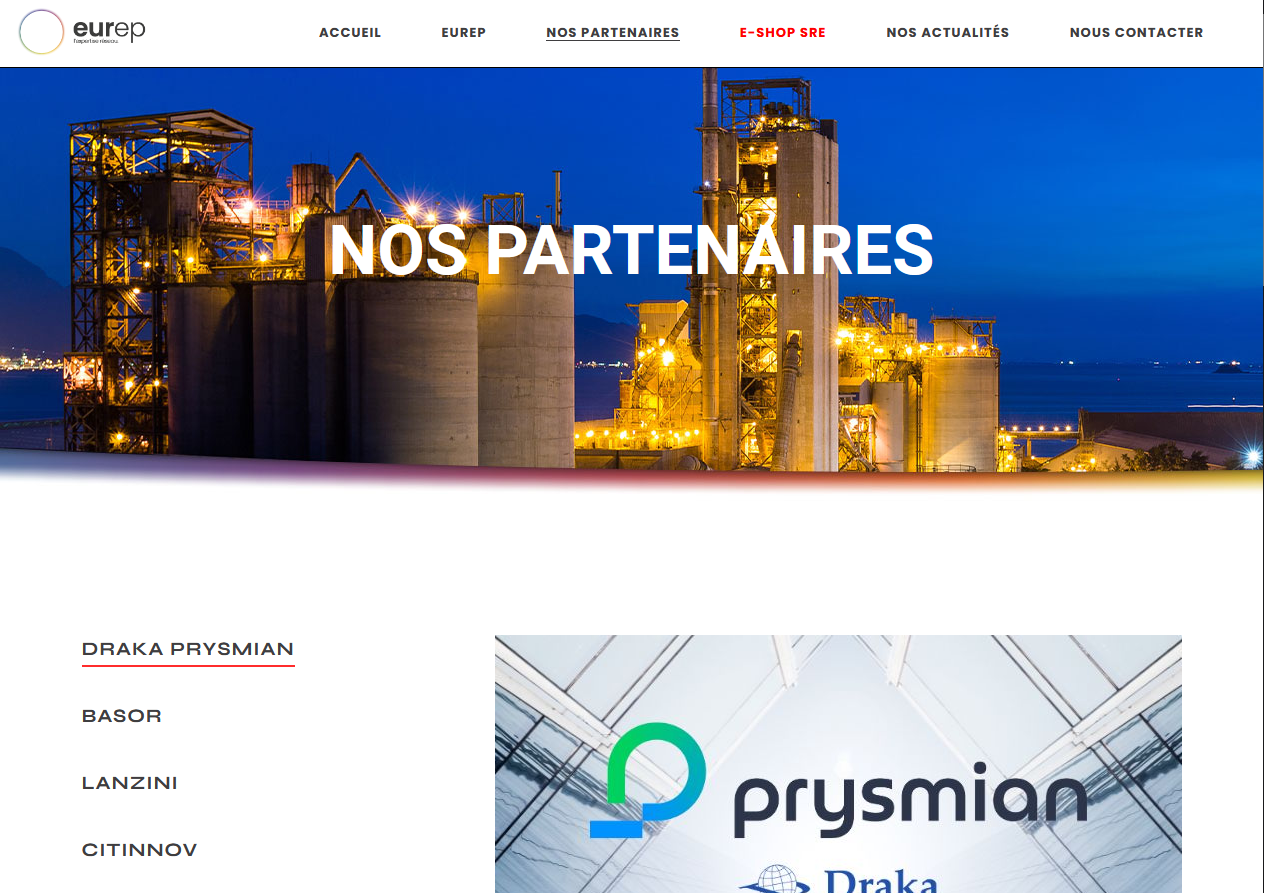 eurep
l'expertise réseau
ACCUEIL
EUREP
NOS PARTENAIRES
E-SHOP SRE
NOS ACTUALITÉS
NOUS CONTACTER
NOS PARTENAIRES
DRAKA PRYSMIAN
BASOR
LANZINI
CITINNOV
prysmian
Draka